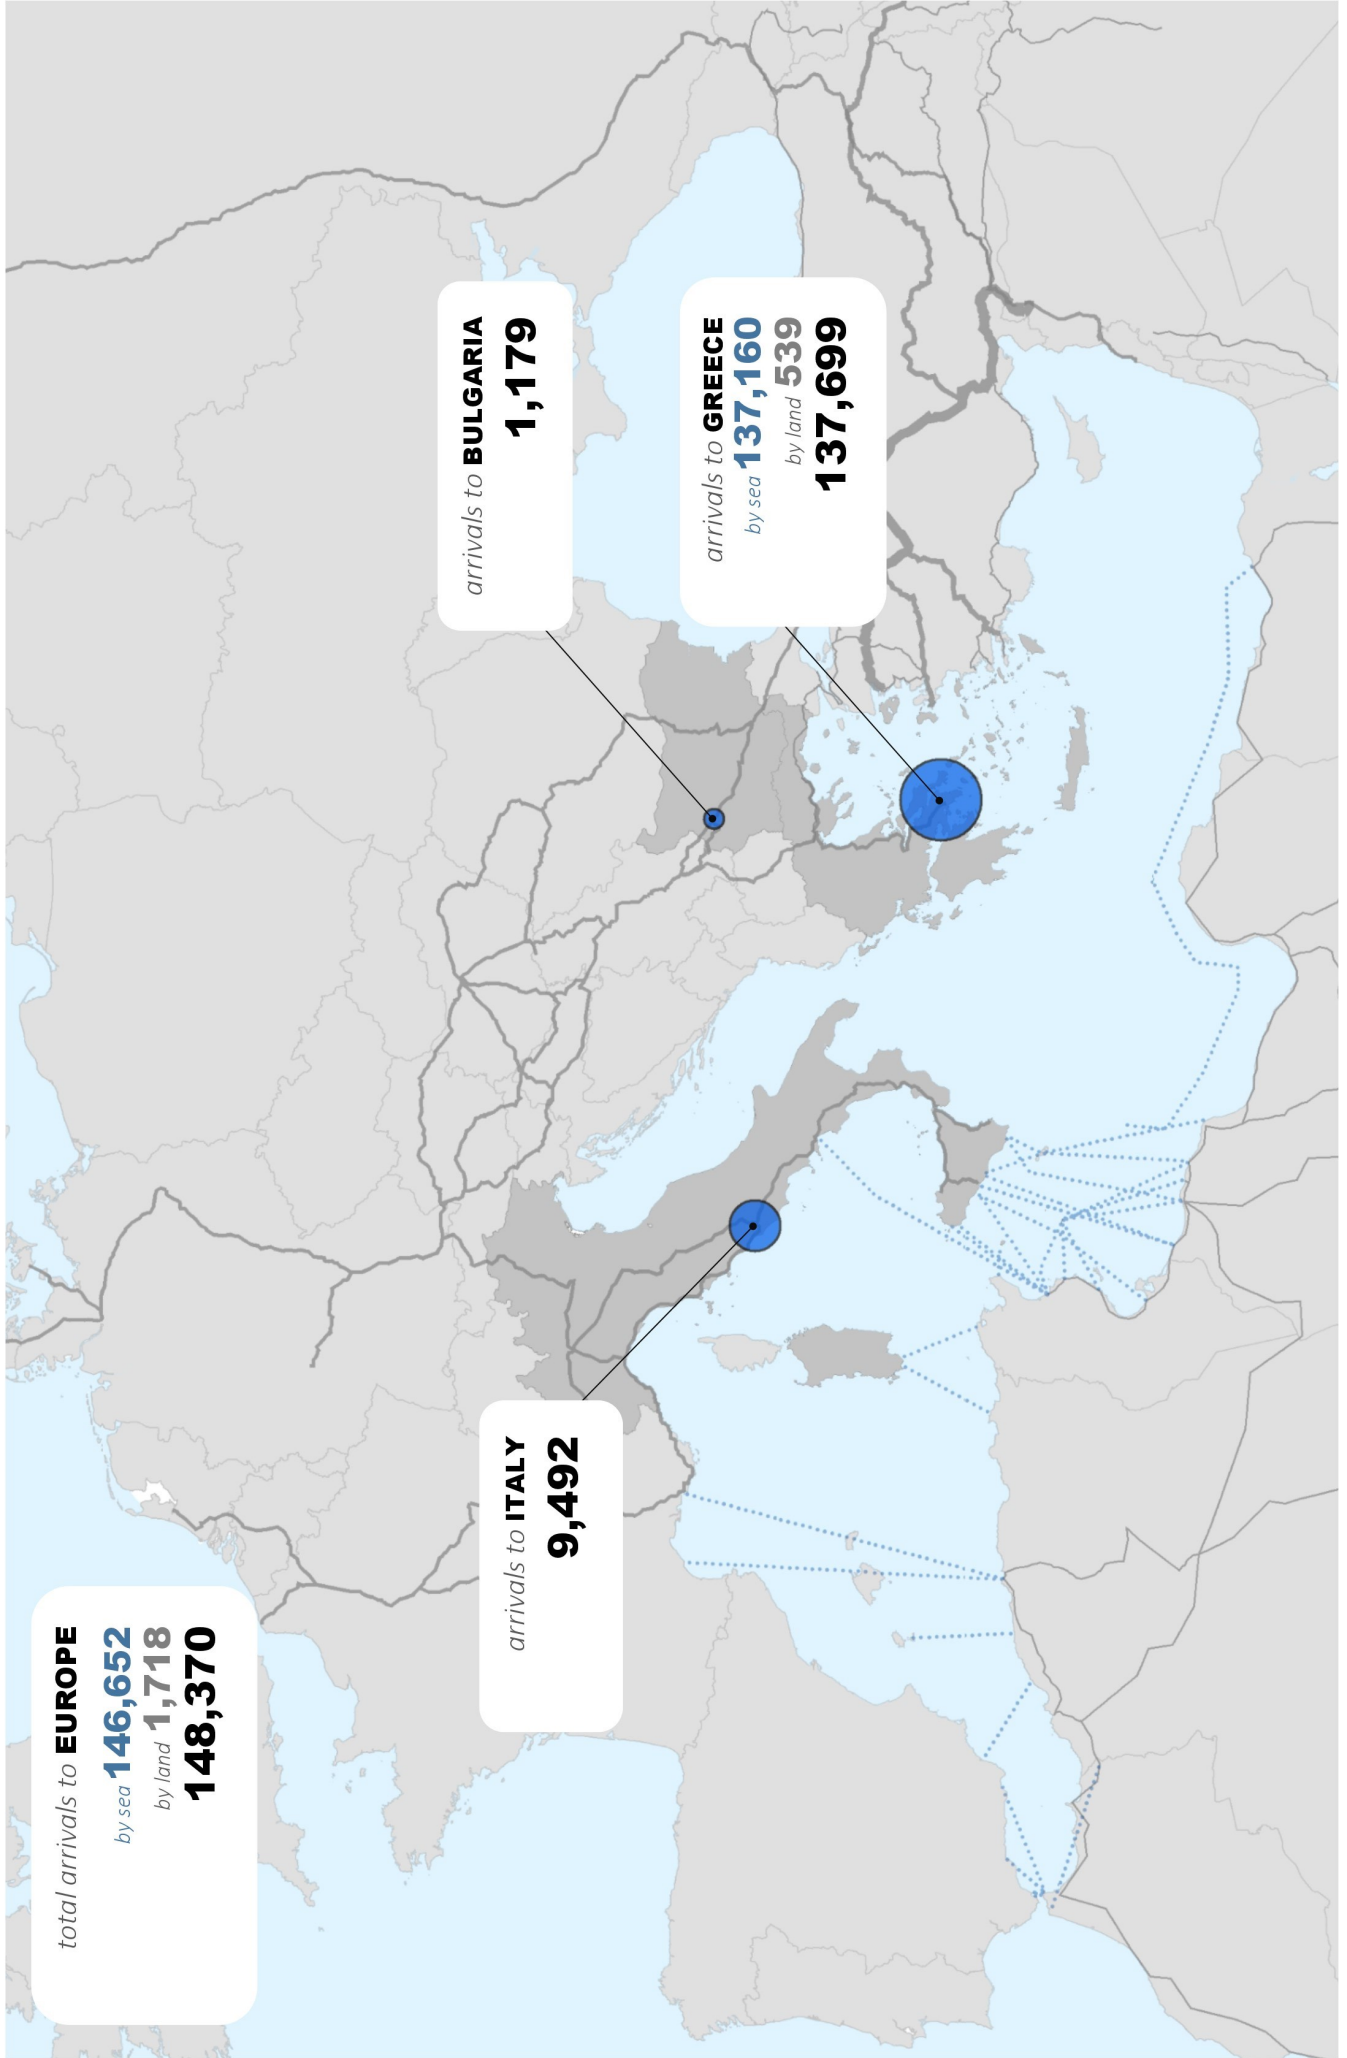 total arrivals to EUROPE
by sea 146,652
by land 1,718
148,370
arrivals to ITALY
9,492
arrivals to BULGARIA
1,179
arrivals to GREECE
by sea 137,160
by land 539
137,699